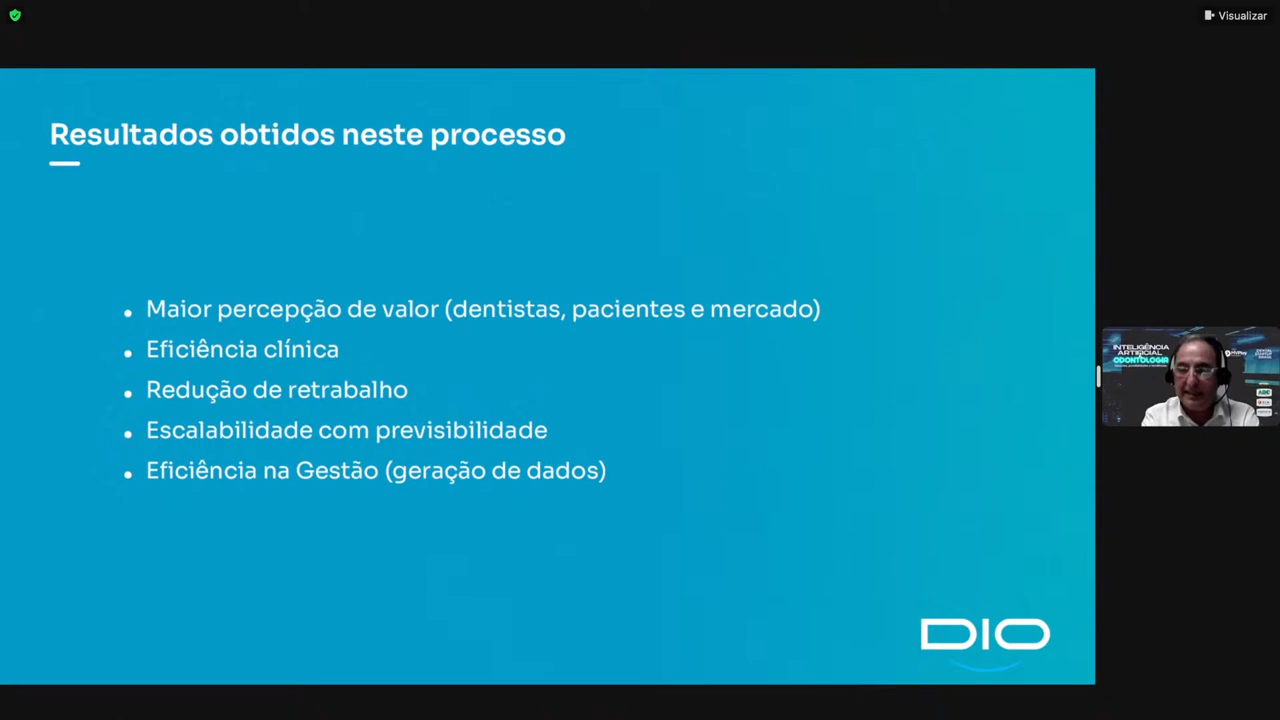 Visualizar
Resultados obtidos neste processo
• Maior percepção de valor (dentistas, pacientes e mercado)
• Eficiência clínica
• Redução de retrabalho
• Escalabilidade com previsibilidade
• Eficiência na Gestão (geração de dados)
INTELIGÊNCIA
ARTIFICIAL
ODONTOLOGIA
DIO